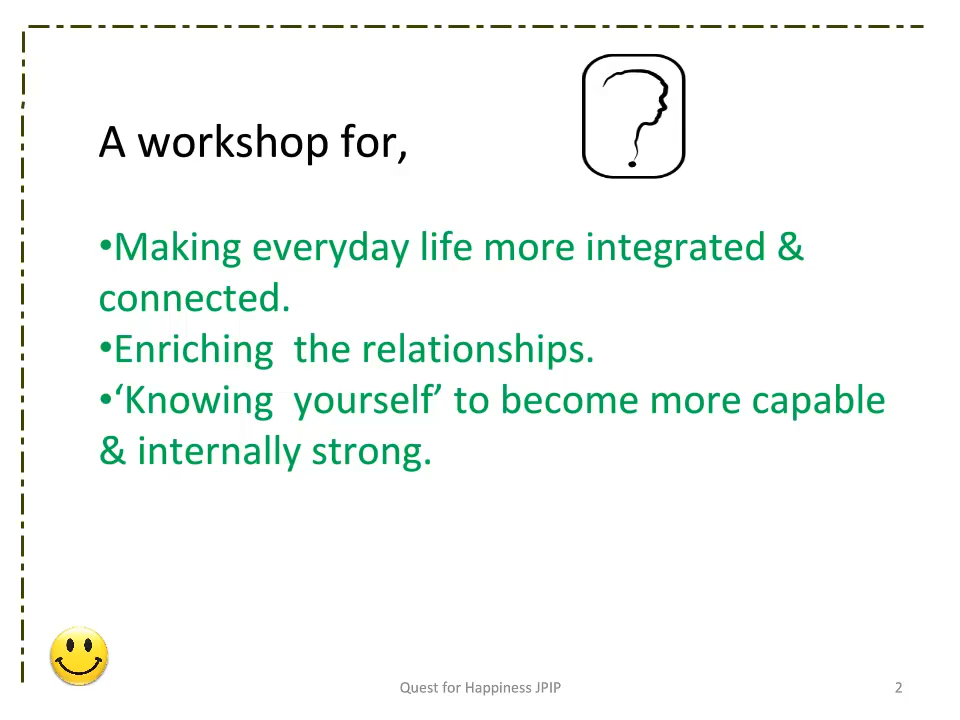 A workshop for,
•Making everyday life more integrated &
connected.
•Enriching  the relationships.
•‘Knowing  yourself’ to become more capable
& internally strong.
Quest for Happiness JPIP
2